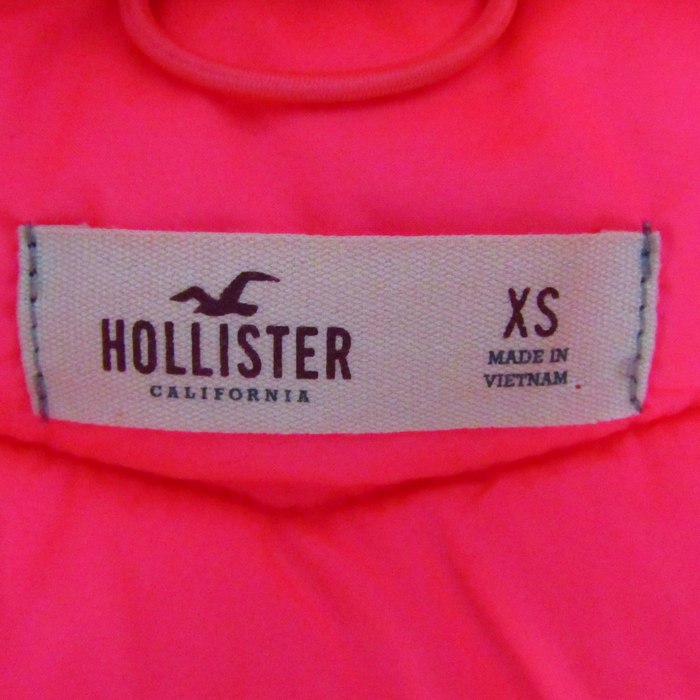 HOLLISTER
CALIFORNIA
XS
MADE IN
VIETNAM